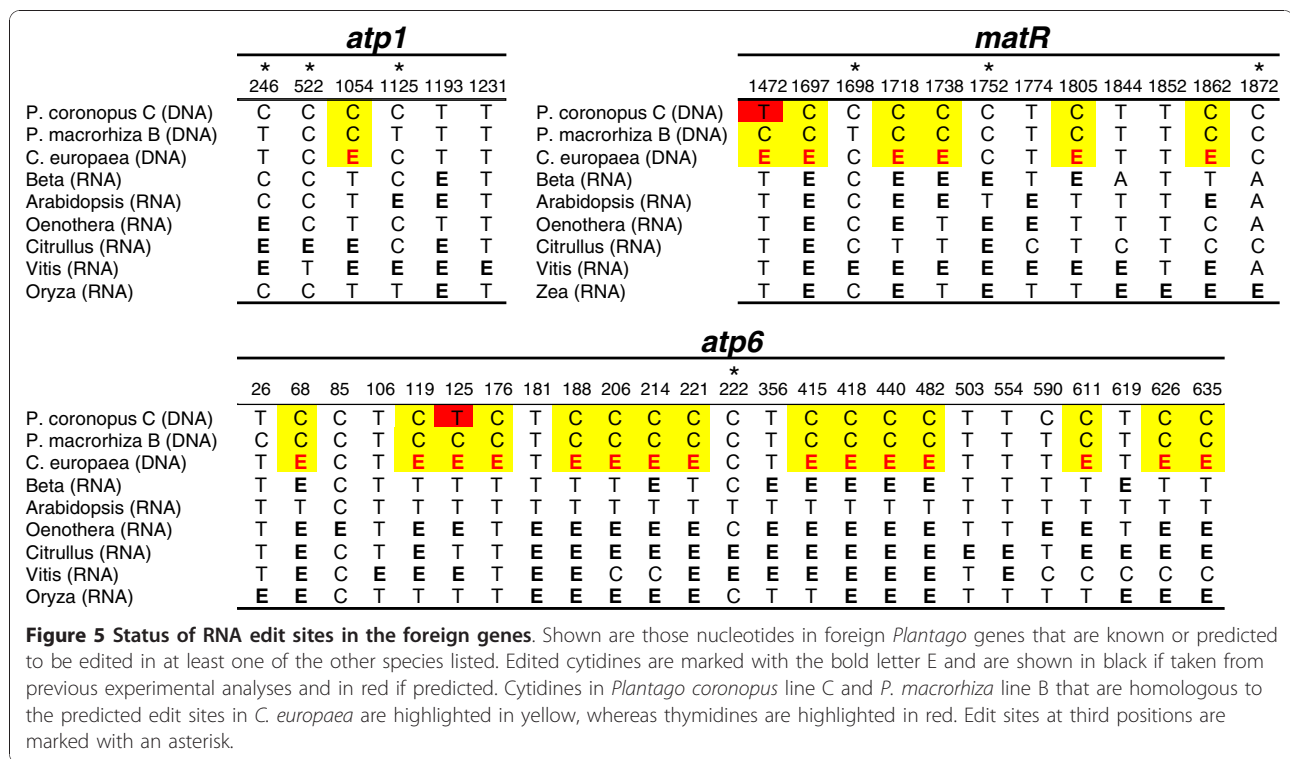 atp1
* * *
246 522 1054 1125 1193 1231
P. coronopus C (DNA) C C C C T T
P. macrorhiza B (DNA) T C C T T T
C. europaea (DNA) T C E C T T
Beta (RNA) C C T C E T
Arabidopsis (RNA) C C T E E T
Oenothera (RNA) E C T C T T
Citrullus (RNA) E E E C E T
Vitis (RNA) E T E E E E
Oryza (RNA) C C T T E T
matR
* * *
1472 1697 1698 1718 1738 1752 1774 1805 1844 1852 1862 1872
P. coronopus C (DNA) T C C C C C T C T T C C
P. macrorhiza B (DNA) C C T C C C T C T T C C
C. europaea (DNA) E E C E E C T E T T E C
Beta (RNA) T E C E E E T E A T T A
Arabidopsis (RNA) T E C E E T E T T T E A
Oenothera (RNA) T E C E T E E T T T C A
Citrullus (RNA) T E C T T E C T C T C C
Vitis (RNA) T E E E E E E E E T E A
Zea (RNA) T E C E T E T T E E E E
atp6
*
26 68 85 106 119 125 176 181 188 206 214 221 222 356 415 418 440 482 503 554 590 611 619 626 635
P. coronopus C (DNA) T C C T C T C T C C C C C T C C C C T T C C T C C
P. macrorhiza B (DNA) C C C T C C C T C C C C C T C C C C T T T C T C C
C. europaea (DNA) T E C T E E E T E E E E C T E E E E T T T E T E E
Beta (RNA) T E C T T T T T T T E T C E E E E E T T T T E T T
Arabidopsis (RNA) T T C T T T T T T T T T T T T T T T T T T T T T T
Oenothera (RNA) T E E T E E T E E E E E C E E E E E T T E E T E E
Citrullus (RNA) T E C T E T T E E E E E E E E E E E E E T E E E E
Vitis (RNA) T E C E E E T E E C C E E E E E E E T E C C C C C
Oryza (RNA) E E C T T T T E E E E E C T T E E E T T T T E E E
Figure 5 Status of RNA edit sites in the foreign genes. Shown are those nucleotides in foreign Plantago genes that are known or predicted
to be edited in at least one of the other species listed. Edited cytidines are marked with the bold letter E and are shown in black if taken from
previous experimental analyses and in red if predicted. Cytidines in Plantago coronopus line C and P. macrorhiza line B that are homologous to
the predicted edit sites in C. europaea are highlighted in yellow, whereas thymidines are highlighted in red. Edit sites at third positions are
marked with an asterisk.